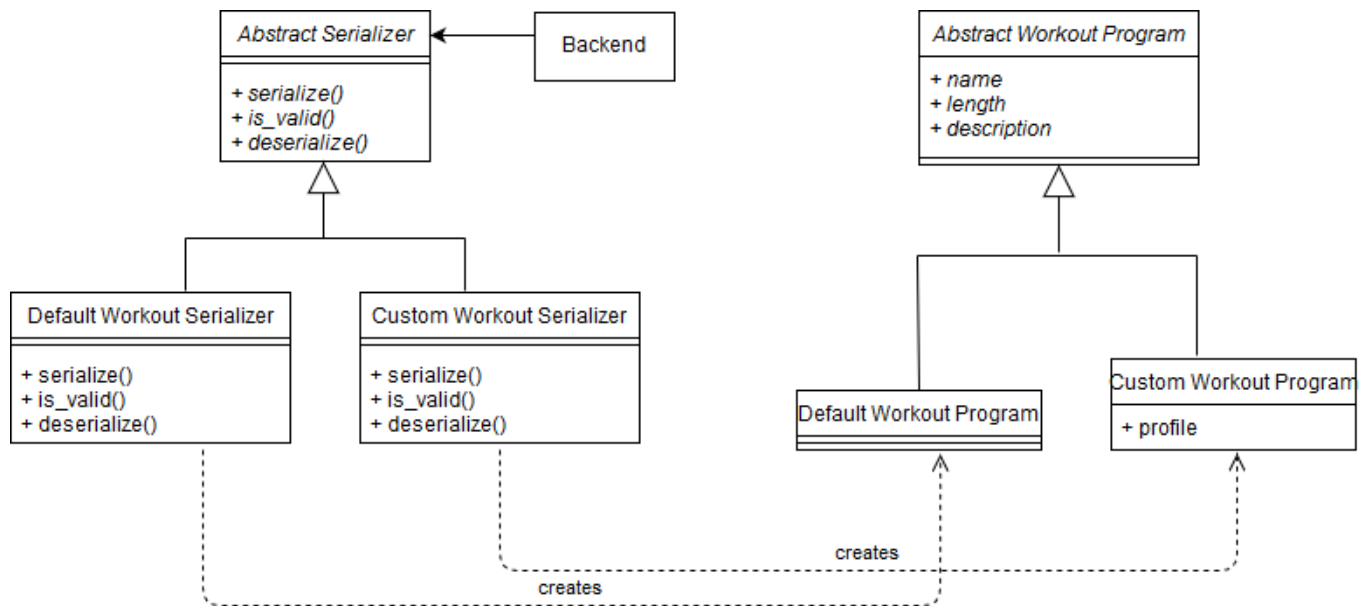 Abstract Serializer
+ serialize()
+ is_valid()
+ deserialize()
Backend
Abstract Workout Program
+ name
+ length
+ description
Default Workout Serializer
+ serialize()
+ is_valid()
+ deserialize()
Custom Workout Serializer
+ serialize()
+ is_valid()
+ deserialize()
Default Workout Program
Custom Workout Program
+ profile
creates
creates